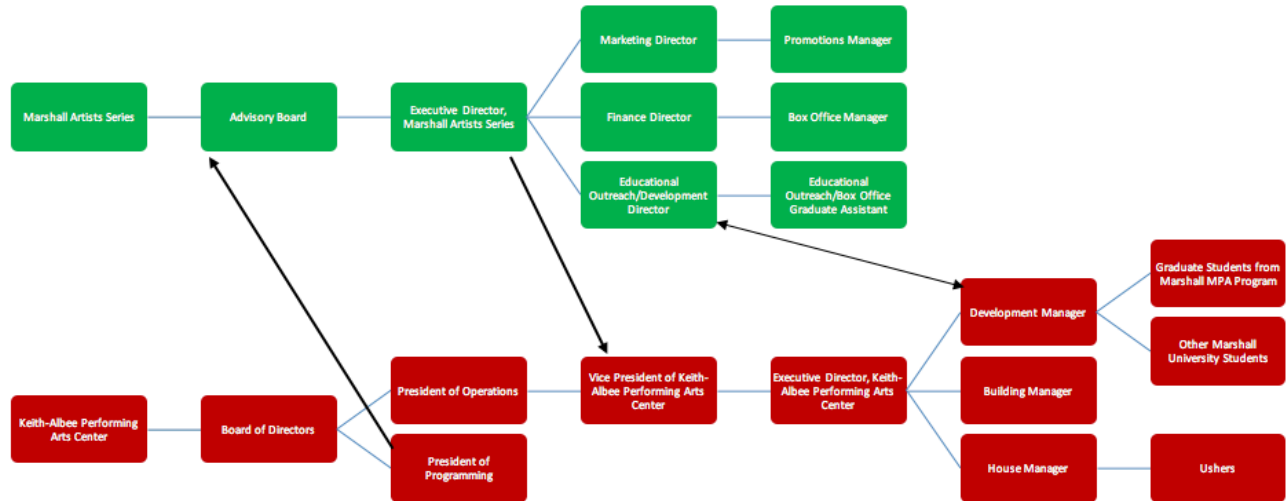 Marketing Director
Promotions Manager
Marshall Artists Series
Advisory Board
Executive Director,
Marshall Artists Series
Finance Director
Box Office Manager
Educational
Outreach/Development
Director
Educational
Outreach/Box Office
Graduate Assistant
Graduate Students from
Marshall MPA Program
Development Manager
Other Marshall
University Students
President of Operations
Vice President of Keith-
Albee Performing Arts
Center
Executive Director, Keith-
Albee Performing Arts
Center
Building Manager
Keith-Albee Performing
Arts Center
Board of Directors
President of
Programming
House Manager
Ushers